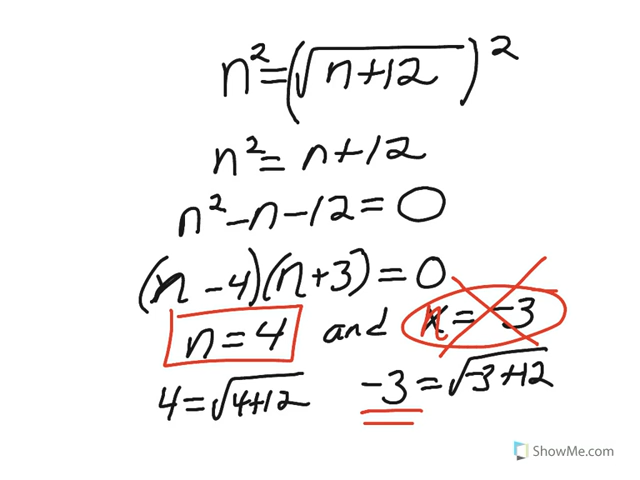 n² = (√(n+12))²
n² = n+12
n² - n - 12 = 0
(n - 4)(n + 3) = 0
n = 4 and n = -3
4 = √(4+12) -3 = √(-3+12)
ShowMe.com